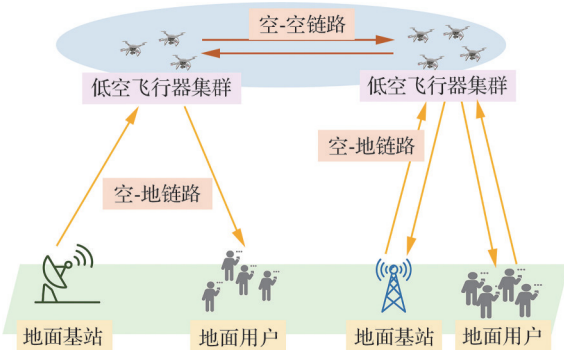 空-空链路
低空飞行器集群
低空飞行器集群
空-地链路
空-地链路
地面基站
地面用户
地面基站
地面用户